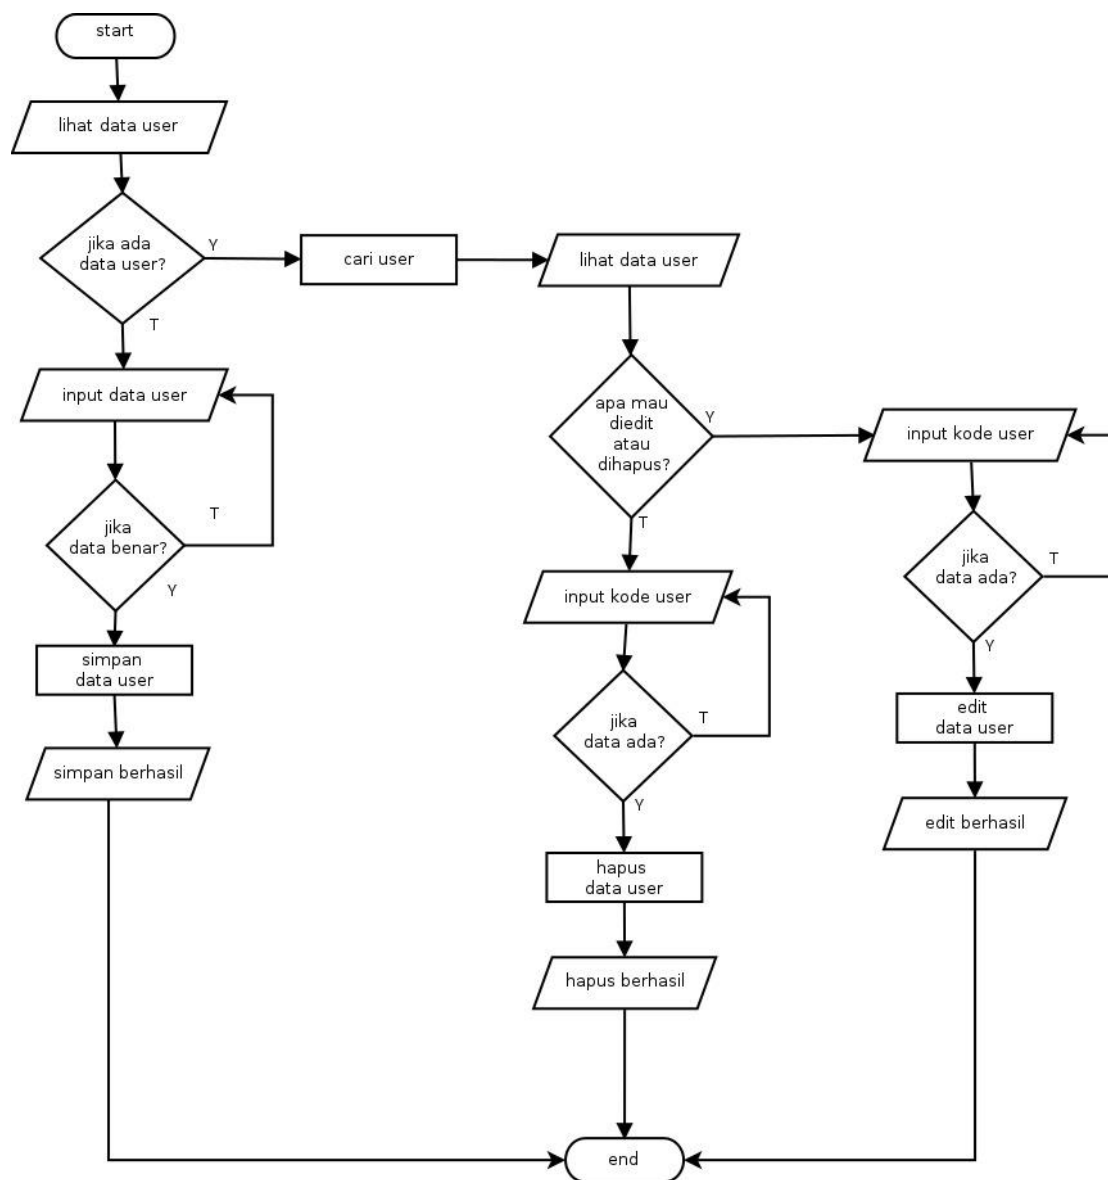 start
lihat data user
jika ada
data user?
Y
cari user
lihat data user
T
input data user
jika
data benar?
T
Y
simpan
data user
simpan berhasil
apa mau
diedit
atau
dihapus?
Y
T
input kode user
jika
data ada?
T
Y
hapus
data user
hapus berhasil
input kode user
jika
data ada?
T
Y
edit
data user
edit berhasil
end